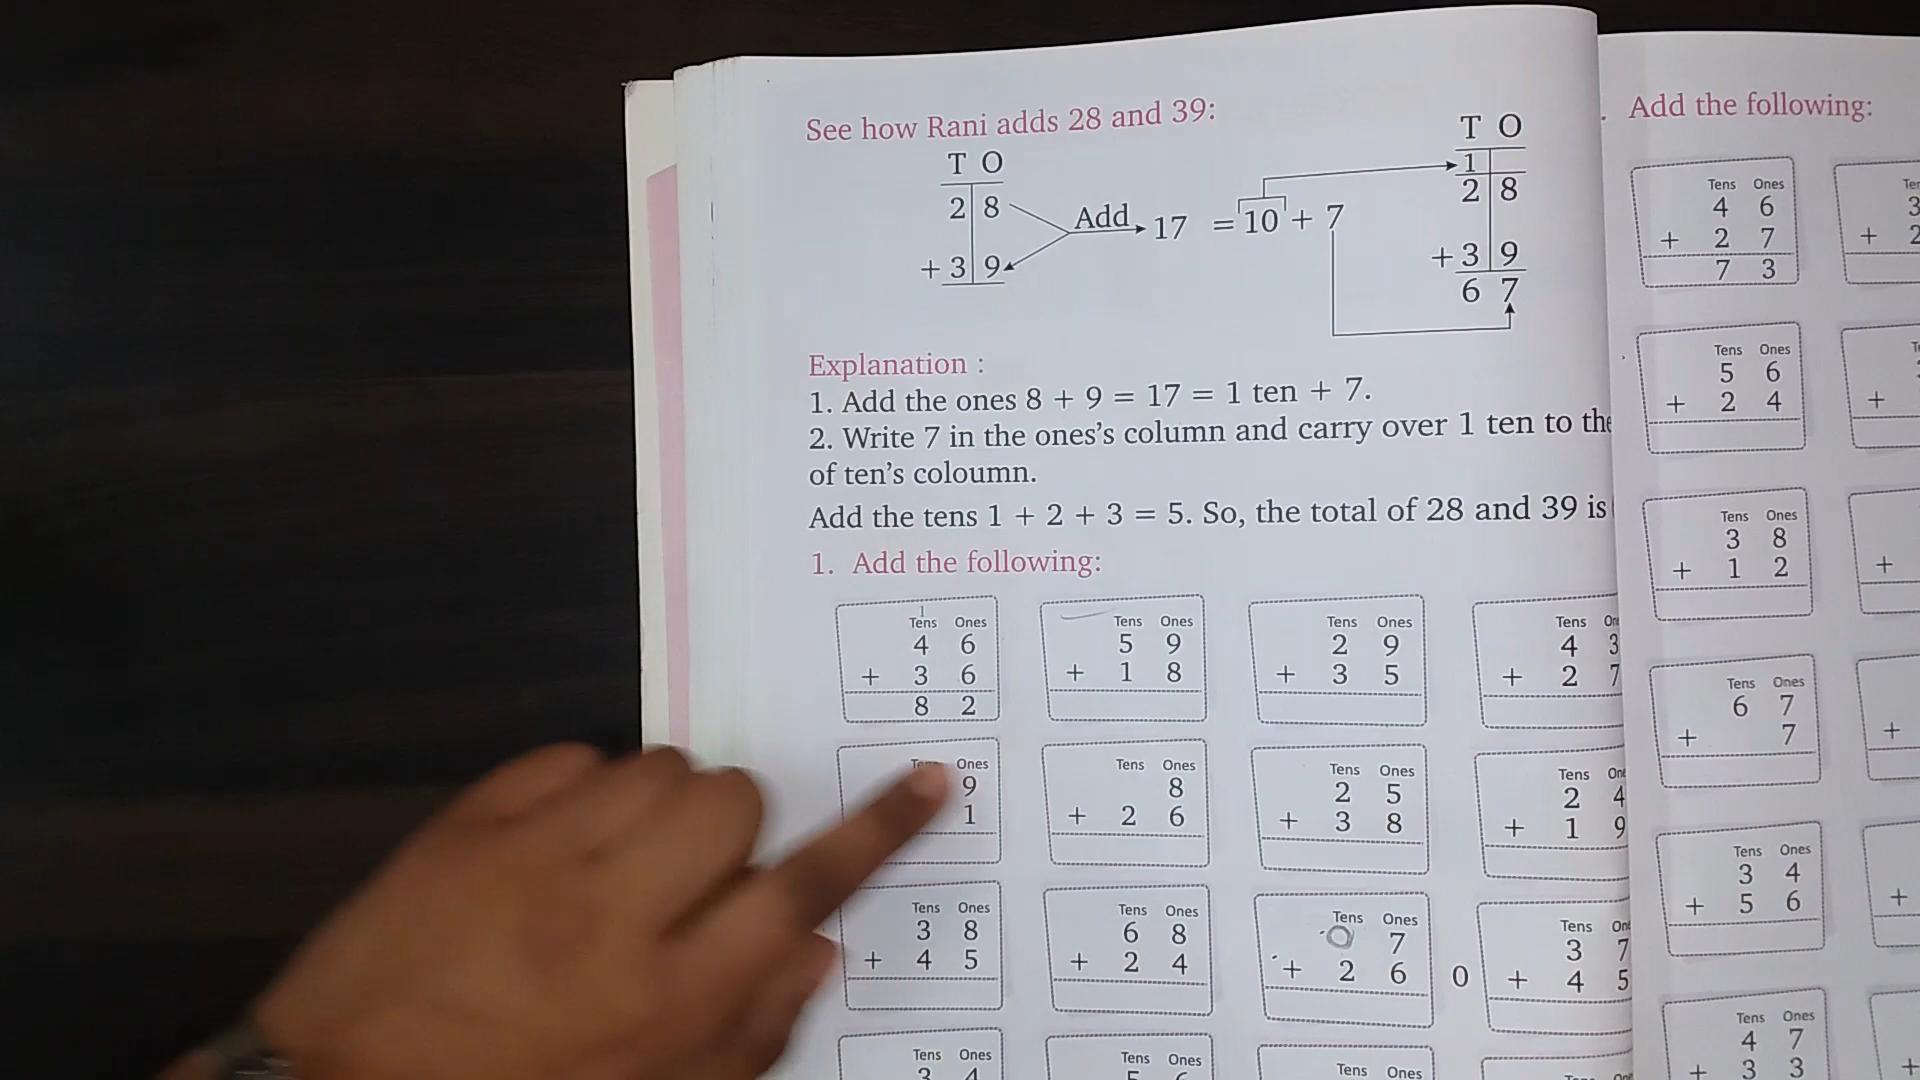 See how Rani adds 28 and 39:
T O
2 8
+ 3 9
Add 17 = 10 + 7
T O
1
2 8
+ 3 9
6 7
Explanation :
1. Add the ones 8 + 9 = 17 = 1 ten + 7.
2. Write 7 in the ones's column and carry over 1 ten to the
of ten's coloumn.
Add the tens 1 + 2 + 3 = 5. So, the total of 28 and 39 is
1. Add the following:
1
Tens Ones
4 6
+ 3 6
8 2
Tens Ones
5 9
+ 1 8
Tens Ones
2 9
+ 3 5
Tens
4 3
+ 2 7
Ones
9
1
Tens Ones
8
+ 2 6
Tens Ones
2 5
+ 3 8
Tens
2 4
+ 1 9
Tens Ones
3 8
+ 4 5
Tens Ones
6 8
+ 2 4
Tens Ones
0 7
+ 2 6
0
Tens
3 7
+ 4 5
Tens Ones
Tens Ones
Tens Ones
Add the following:
Tens Ones
4 6
+ 2 7
7 3
+
Tens Ones
5 6
+ 2 4
+
Tens Ones
3 8
+ 1 2
+
Tens Ones
6 7
+ 7
+
Tens Ones
3 4
+ 5 6
+
Tens Ones
4 7
+ 3 3
+